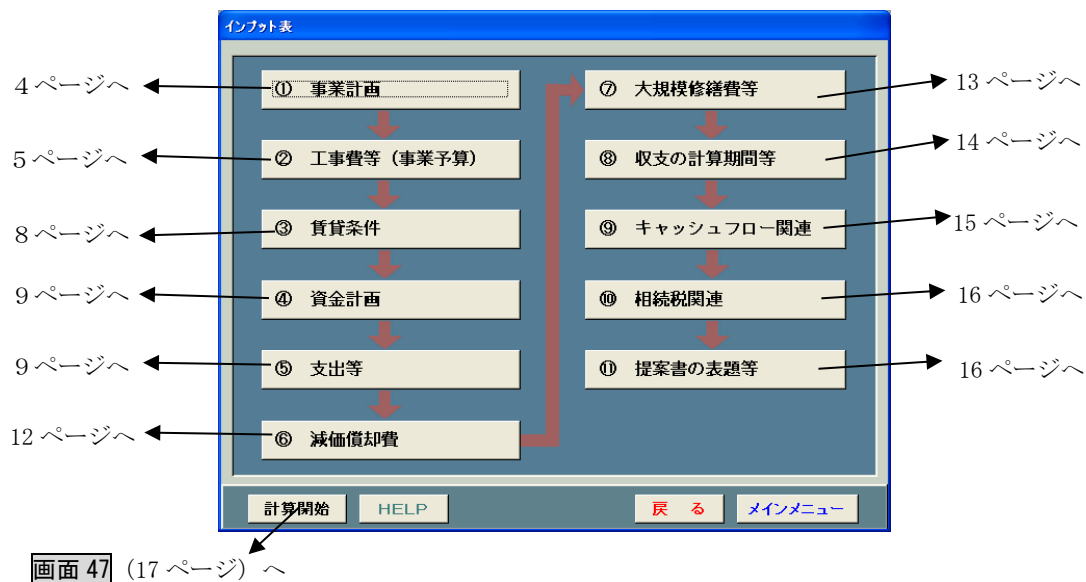 インプット表
4ページへ
① 事業計画
5ページへ
② 工事費等（事業予算）
8ページへ
③ 賃貸条件
9ページへ
④ 資金計画
9ページへ
⑤ 支出等
12ページへ
⑥ 減価償却費
⑦ 大規模修繕費等
13ページへ
⑧ 収支の計算期間等
14ページへ
⑨ キャッシュフロー関連
15ページへ
⑩ 相続税関連
16ページへ
⑪ 提案書の表題等
16ページへ
計算開始
HELP
戻 る
メインメニュー
画面 47（17ページ）へ